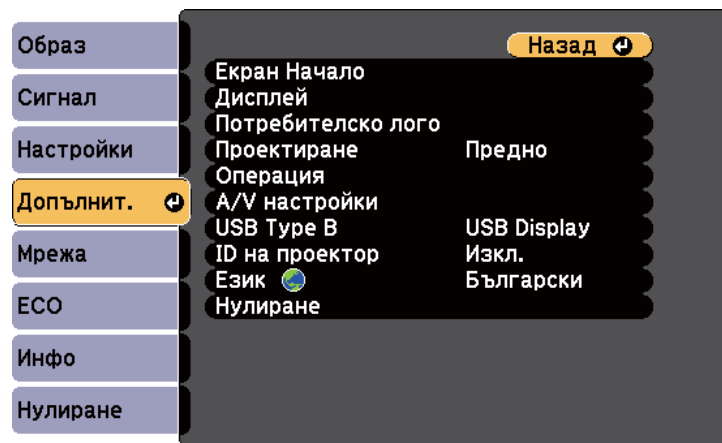 Образ
Сигнал
Настройки
Допълнит.
Мрежа
ECO
Инфо
Нулиране
Назад
Екран Начало
Дисплей
Потребителско лого
Проектиране Предно
Операция
A/V настройки
USB Type B USB Display
ID на проектор Изкл.
Език Български
Нулиране